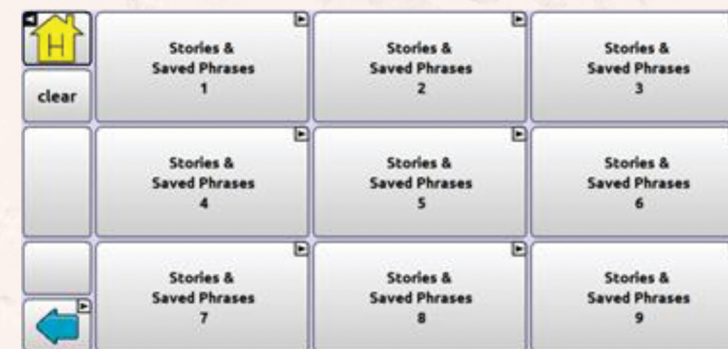 H
clear
Stories &
Saved Phrases
1
Stories &
Saved Phrases
2
Stories &
Saved Phrases
3
Stories &
Saved Phrases
4
Stories &
Saved Phrases
5
Stories &
Saved Phrases
6
Stories &
Saved Phrases
7
Stories &
Saved Phrases
8
Stories &
Saved Phrases
9